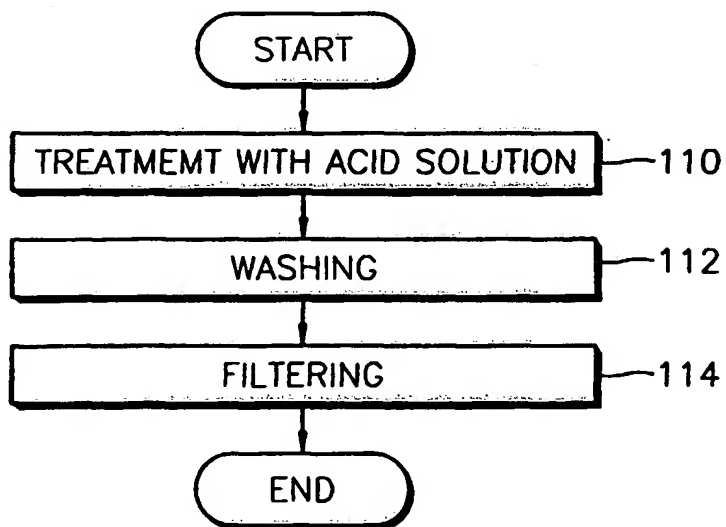 START
TREATMEMT WITH ACID SOLUTION 110
WASHING 112
FILTERING 114
END